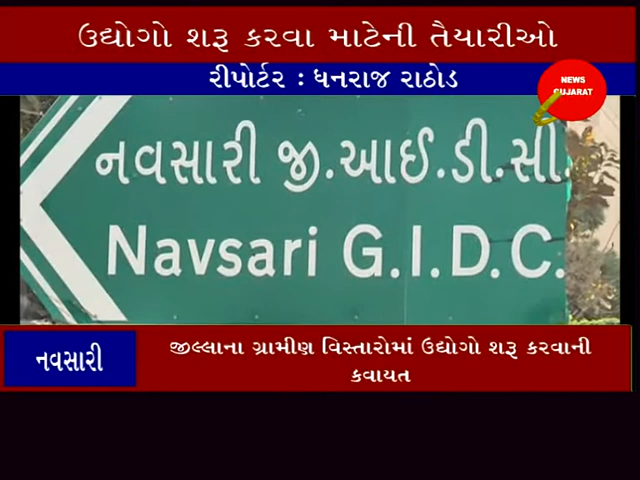 ઉદ્યોગો શરૂ કરવા માટેની તૈયારીઓ
રીપોર્ટર : ધનરાજ રાઠોડ
NEWS
GUJARAT
નવસારી જી.આઈ.ડી.સી.
Navsari G.I.D.C.
નવસારી
જીલ્લાના ગ્રામીણ વિસ્તારોમાં ઉદ્યોગો શરૂ કરવાની
કવાયત